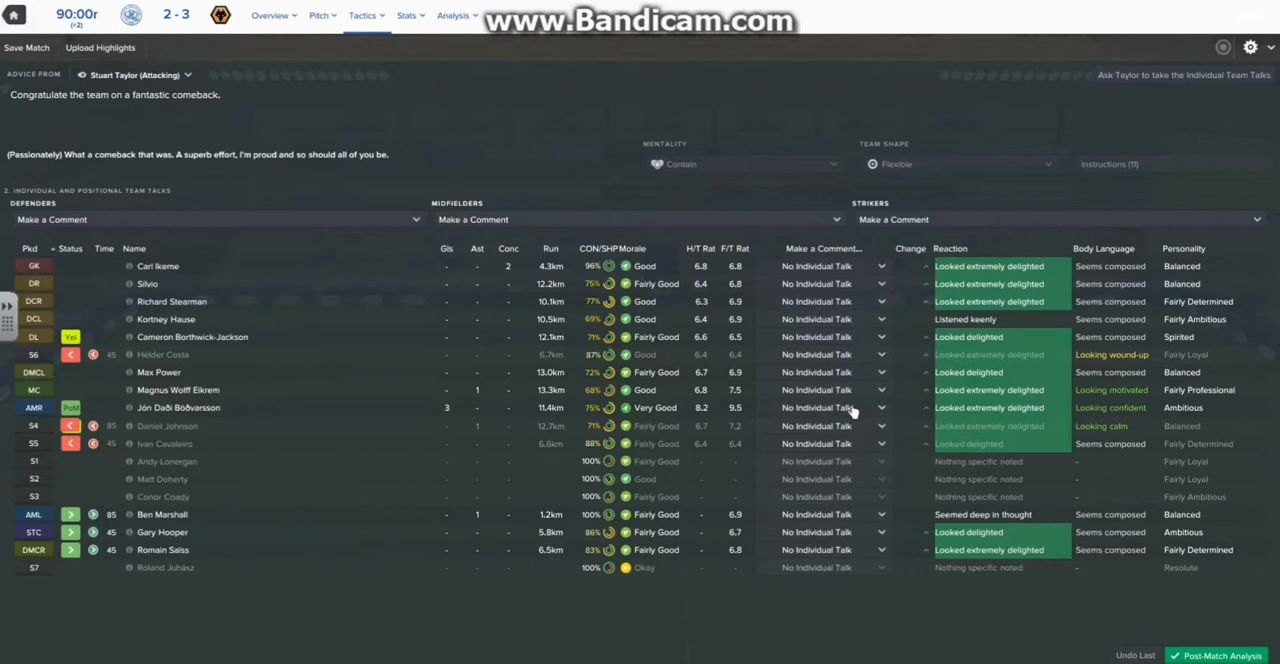 90:00r 2 - 3 Overview Pitch Tactics Stats Analysis www.Bandicam.com
(+2)
Save Match Upload Highlights
ADVICE FROM Stuart Taylor (Attacking) Ask Taylor to take the Individual Team Talks
Congratulate the team on a fantastic comeback.
MENTALITY TEAM SHAPE
(Passionately) What a comeback that was. A superb effort, I'm proud and so should all of you be. Contain Flexible Instructions (11)
2. INDIVIDUAL AND POSITIONAL TEAM TALKS
DEFENDERS MIDFIELDERS STRIKERS
Make a Comment Make a Comment Make a Comment
Pkd Status Time Name Gls Ast Conc Run CON/SHP Morale H/T Rat F/T Rat Make a Comment... Change Reaction Body Language Personality
GK Carl Ikeme - - 2 4.3km 96% Good 6.8 6.8 No Individual Talk Looked extremely delighted Seems composed Balanced
DR Silvio - - - 12.2km 75% Fairly Good 6.4 6.8 No Individual Talk Looked extremely delighted Seems composed Balanced
DCR Richard Stearman - - - 10.1km 77% Good 6.3 6.9 No Individual Talk Looked extremely delighted Seems composed Fairly Determined
DCL Kortney Hause - - - 10.5km 69% Good 6.4 6.9 No Individual Talk Listened keenly Seems composed Fairly Ambitious
DL Yel Cameron Borthwick-Jackson - - - 12.1km 71% Fairly Good 6.6 6.5 No Individual Talk Looked delighted Seems composed Spirited
S6 45 Hélder Costa - - - 6.7km 87% Good 6.4 6.4 No Individual Talk Looked extremely delighted Looking wound-up Fairly Loyal
DMCL Max Power - - - 13.0km 72% Fairly Good 6.7 6.9 No Individual Talk Looked delighted Seems composed Balanced
MC Magnus Wolff Eikrem - 1 - 13.3km 68% Good 6.8 7.5 No Individual Talk Looked extremely delighted Looking motivated Fairly Professional
AMR PoM Jón Daði Böðvarsson 3 - - 11.4km 75% Very Good 8.2 9.5 No Individual Talk Looked extremely delighted Looking confident Ambitious
S4 85 Daniel Johnson - 1 - 12.7km 71% Fairly Good 6.7 7.2 No Individual Talk Looked extremely delighted Looking calm Balanced
S5 45 Ivan Cavaleiro - - - 6.6km 88% Fairly Good 6.4 6.4 No Individual Talk Looked delighted Seems composed Fairly Determined
S1 Andy Lonergan 100% Fairly Good - - No Individual Talk Nothing specific noted - Fairly Loyal
S2 Matt Doherty 100% Good - - No Individual Talk Nothing specific noted - Fairly Loyal
S3 Conor Coady 100% Fairly Good - - No Individual Talk Nothing specific noted - Fairly Ambitious
AML 85 Ben Marshall - 1 - 1.2km 100% Fairly Good - 6.9 No Individual Talk Seemed deep in thought Seems composed Balanced
STC 45 Gary Hooper - - - 5.8km 86% Fairly Good - 6.7 No Individual Talk Looked delighted Seems composed Ambitious
DMCR 45 Romain Saïss - - - 6.5km 83% Fairly Good - 6.8 No Individual Talk Looked extremely delighted Seems composed Fairly Determined
S7 Roland Juhász 100% Okay - - No Individual Talk Nothing specific noted - Resolute
Undo Last Post-Match Analysis